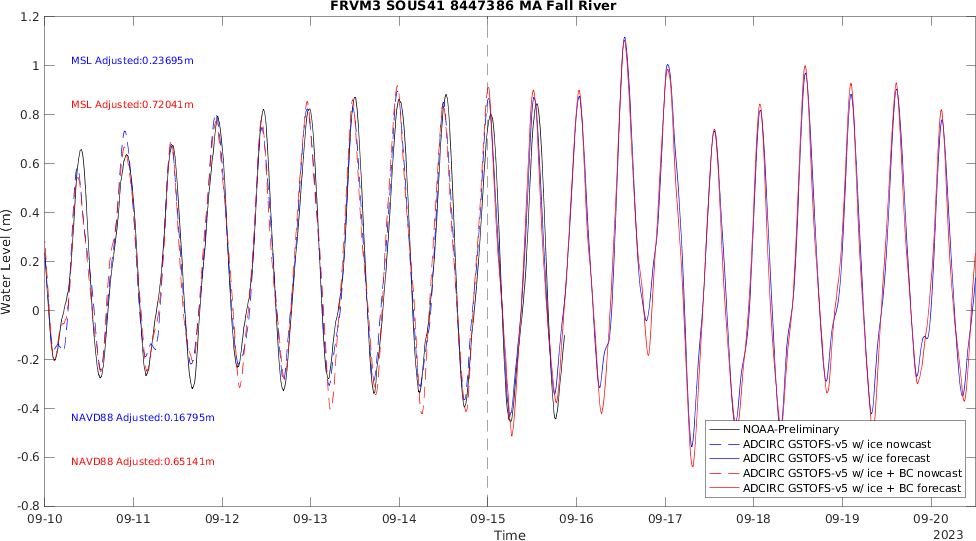 FRVM3 SOUS41 8447386 MA Fall River
1.2
1
0.8
0.6
0.4
0.2
0
-0.2
-0.4
-0.6
-0.8
Water Level (m)
MSL Adjusted:0.23695m
MSL Adjusted:0.72041m
NAVD88 Adjusted:0.16795m
NAVD88 Adjusted:0.65141m
NOAA-Preliminary
ADCIRC GSTOFS-v5 w/ ice nowcast
ADCIRC GSTOFS-v5 w/ ice forecast
ADCIRC GSTOFS-v5 w/ ice + BC nowcast
ADCIRC GSTOFS-v5 w/ ice + BC forecast
09-10 09-11 09-12 09-13 09-14 09-15 09-16 09-17 09-18 09-19 09-20
Time
2023